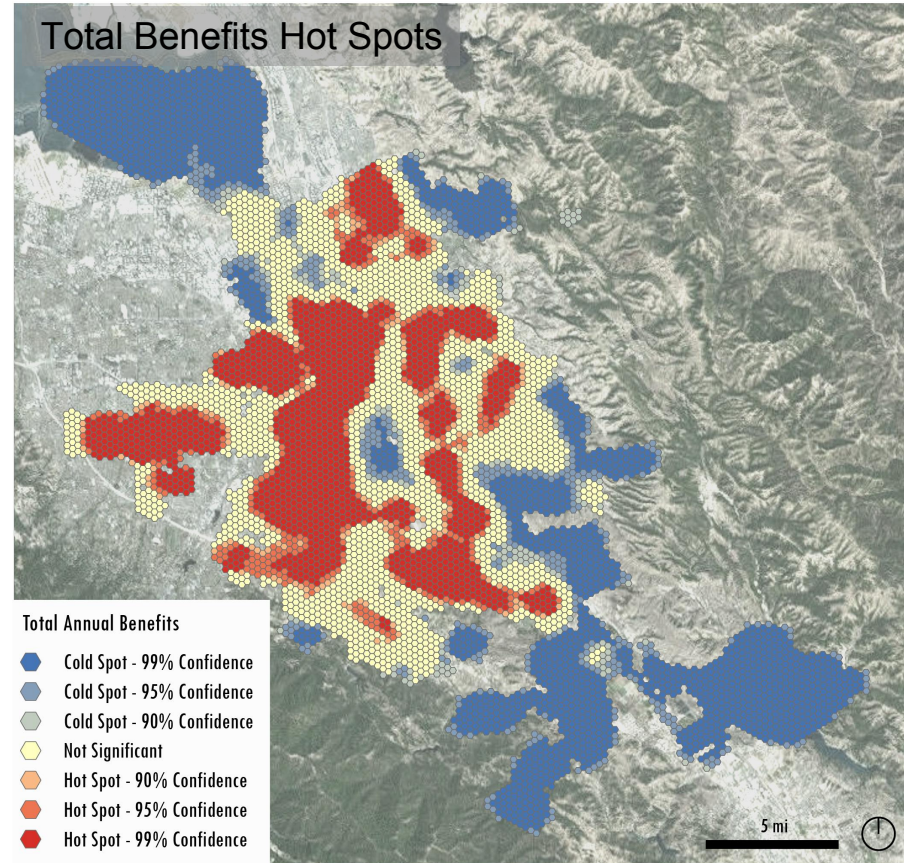 Total Benefits Hot Spots
Total Annual Benefits
Cold Spot - 99% Confidence
Cold Spot - 95% Confidence
Cold Spot - 90% Confidence
Not Significant
Hot Spot - 90% Confidence
Hot Spot - 95% Confidence
Hot Spot - 99% Confidence
5 mi